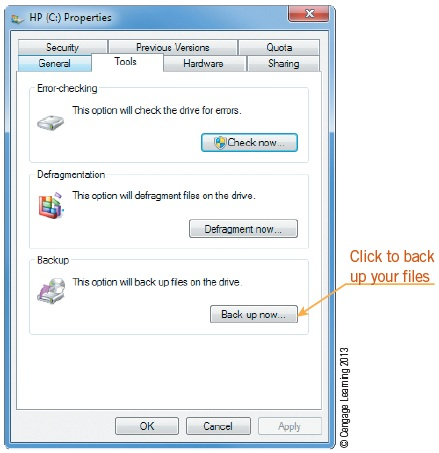 HP (C:) Properties
Security
Previous Versions
Quota
General
Tools
Hardware
Sharing
Error-checking
This option will check the drive for errors.
Check now...
Defragmentation
This option will defragment files on the drive.
Defragment now...
Backup
This option will back up files on the drive.
Back up now...
Click to back
up your files
OK
Cancel
Apply
© Cengage Learning 2013